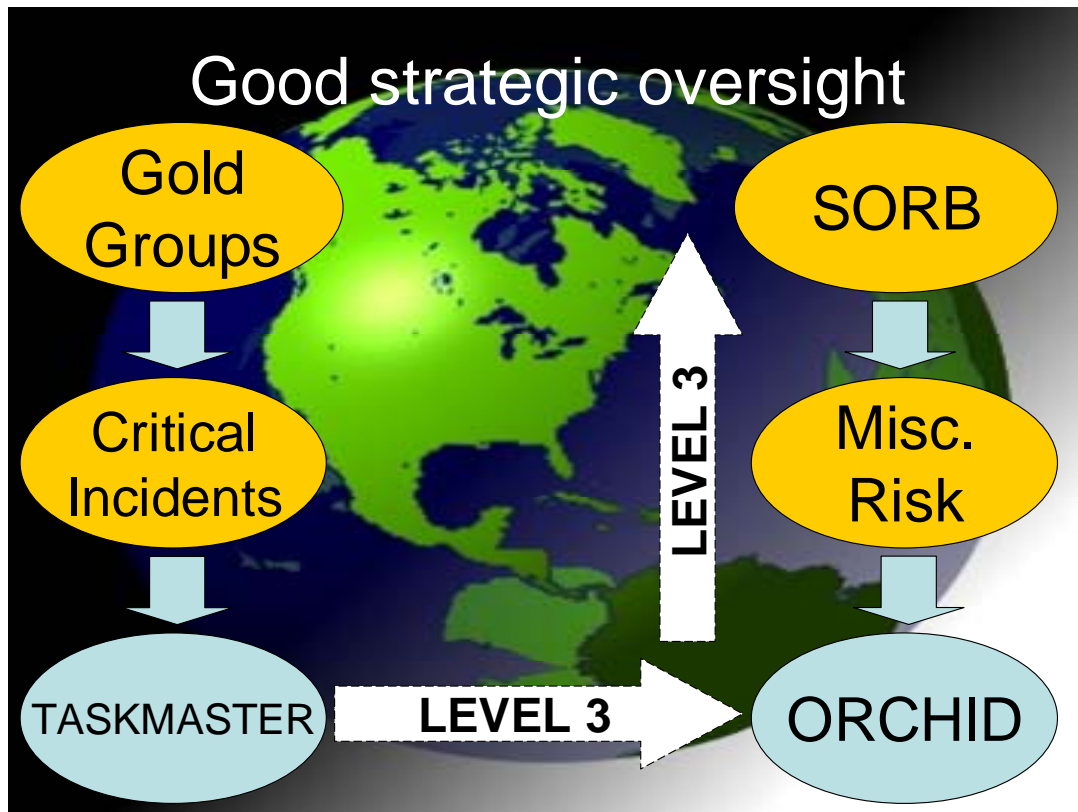 Good strategic oversight
Gold
Groups
SORB
Critical
Incidents
LEVEL 3
Misc.
Risk
TASKMASTER
LEVEL 3
ORCHID